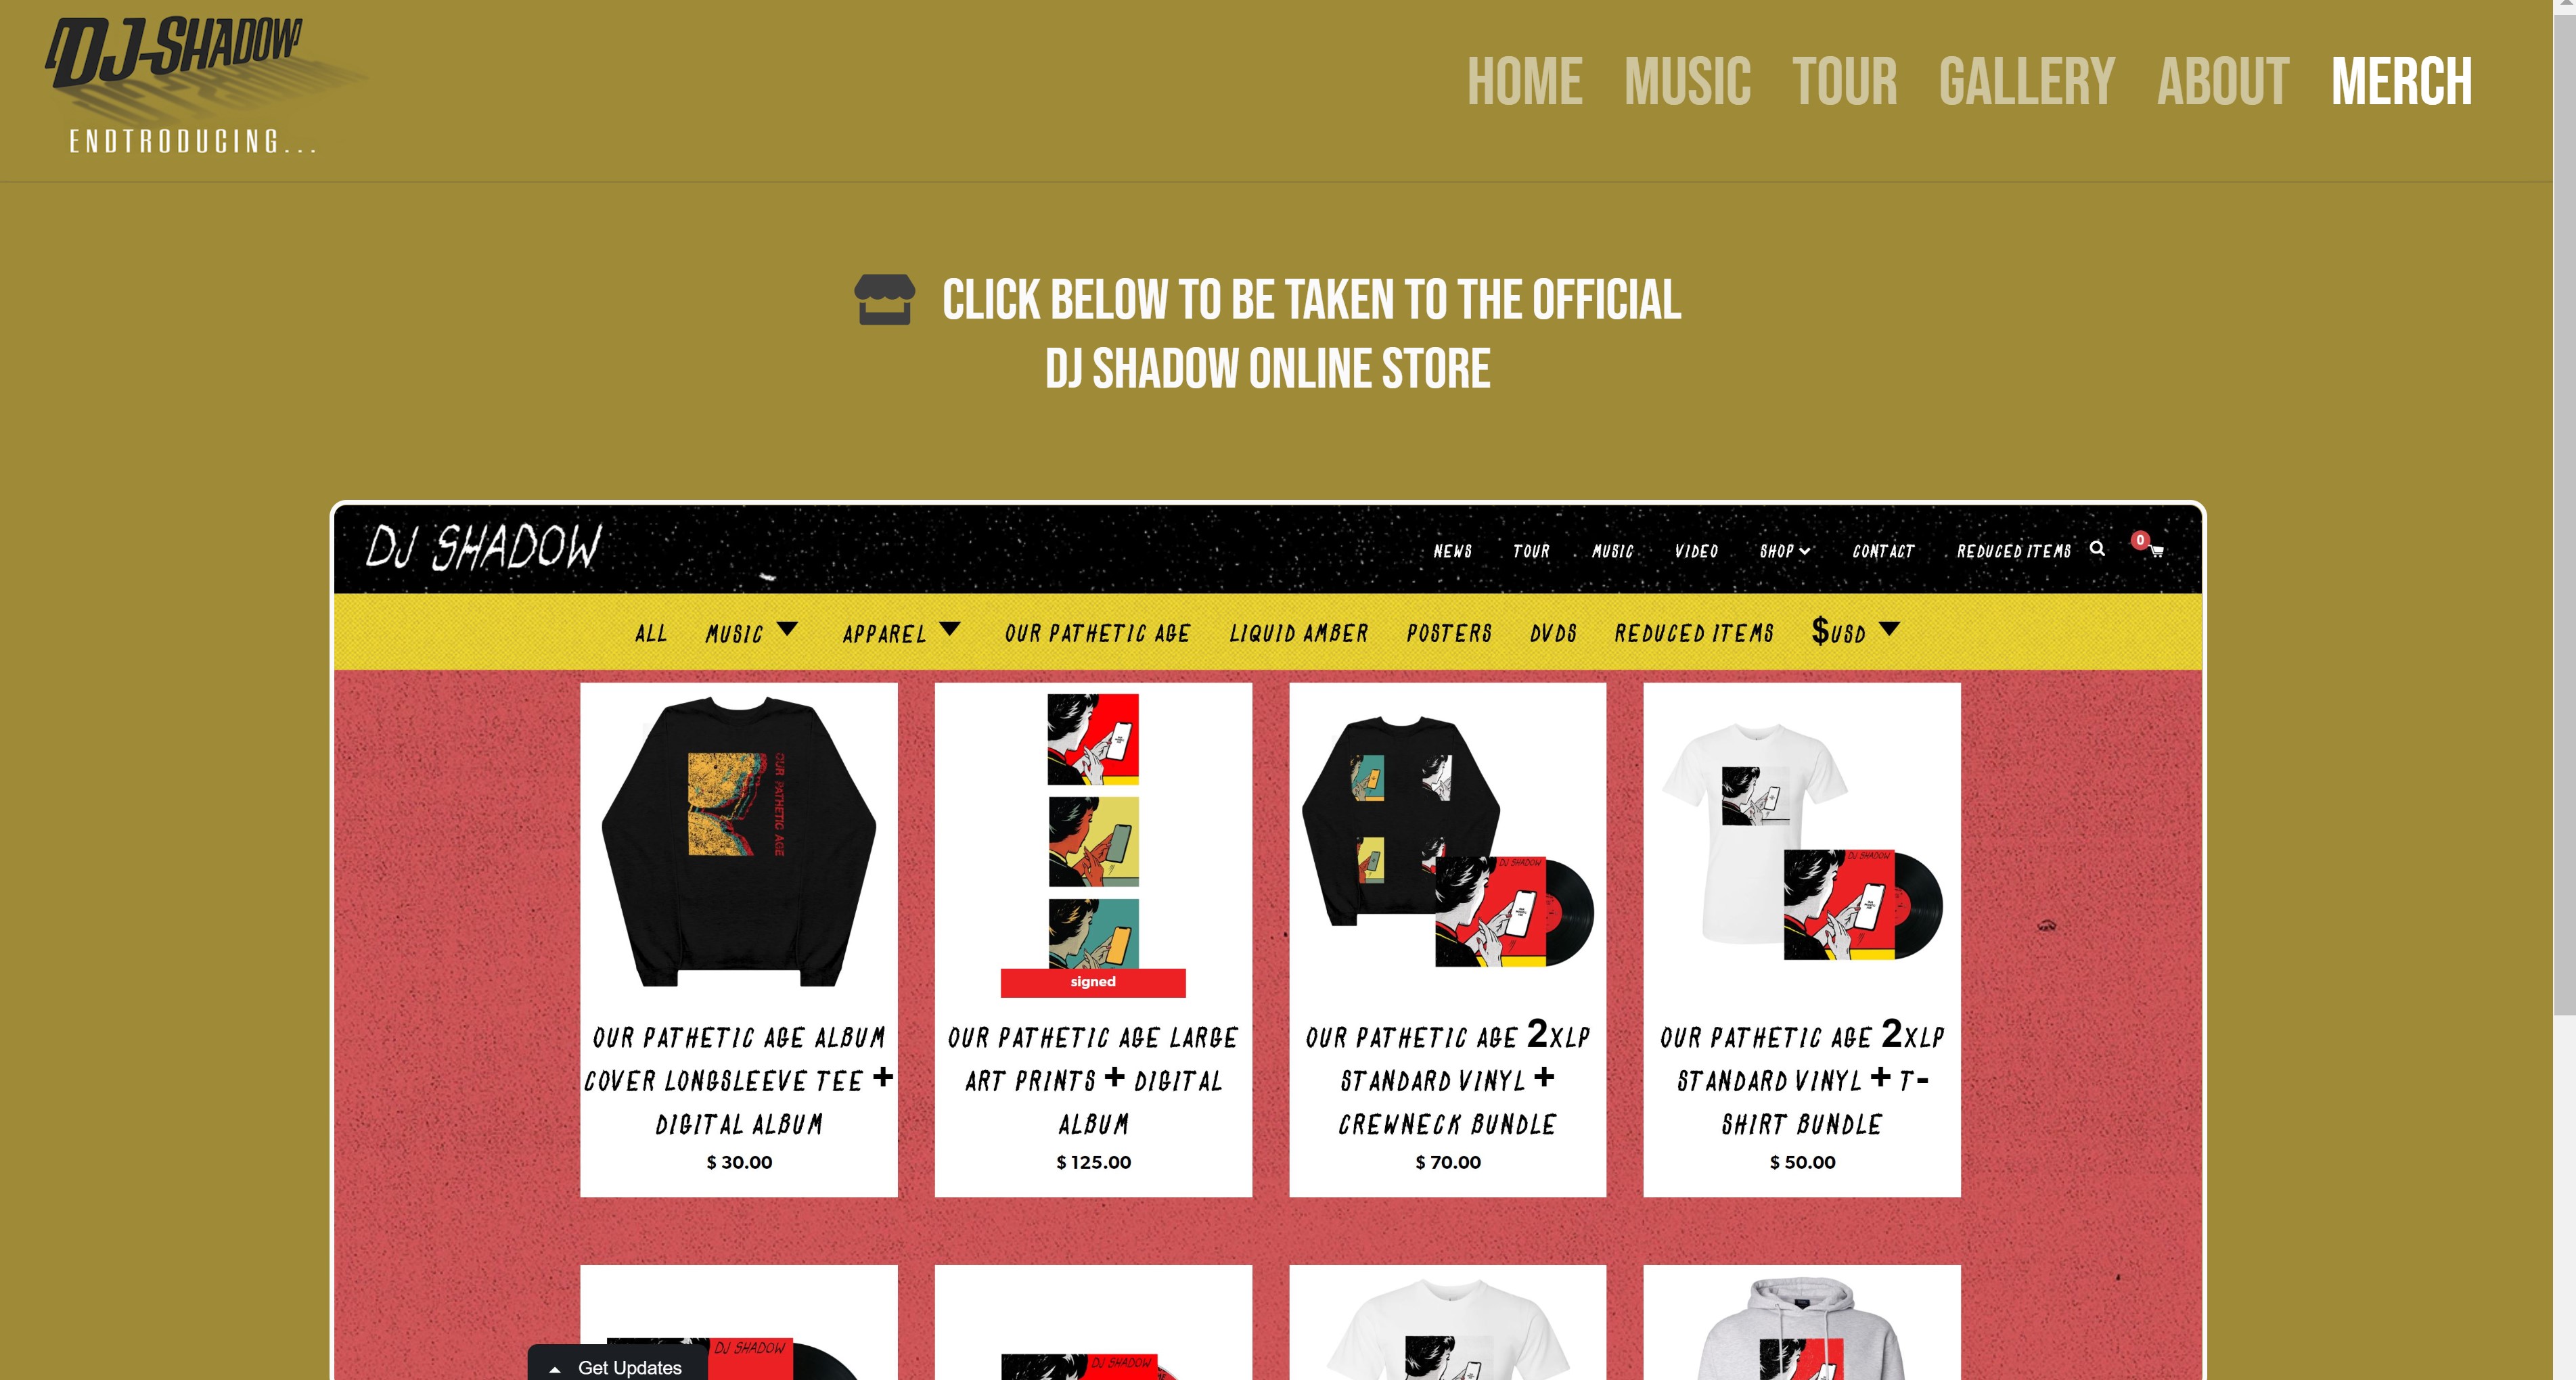 DJ-SHADOW
ENDTRODUCING...
HOME MUSIC TOUR GALLERY ABOUT MERCH
CLICK BELOW TO BE TAKEN TO THE OFFICIAL
DJ SHADOW ONLINE STORE
DJ SHADOW
NEWS TOUR MUSIC VIDEO SHOP CONTACT REDUCED ITEMS 0
ALL MUSIC APPAREL OUR PATHETIC AGE LIQUID AMBER POSTERS DVDS REDUCED ITEMS $USD
OUR PATHETIC AGE
signed
DJ SHADOW
DJ SHADOW
OUR PATHETIC AGE ALBUM
COVER LONGSLEEVE TEE +
DIGITAL ALBUM
$ 30.00
OUR PATHETIC AGE LARGE
ART PRINTS + DIGITAL
ALBUM
$ 125.00
OUR PATHETIC AGE 2XLP
STANDARD VINYL +
CREWNECK BUNDLE
$ 70.00
OUR PATHETIC AGE 2XLP
STANDARD VINYL + T-
SHIRT BUNDLE
$ 50.00
DJ SHADOW
DJ SHADOW
Get Updates